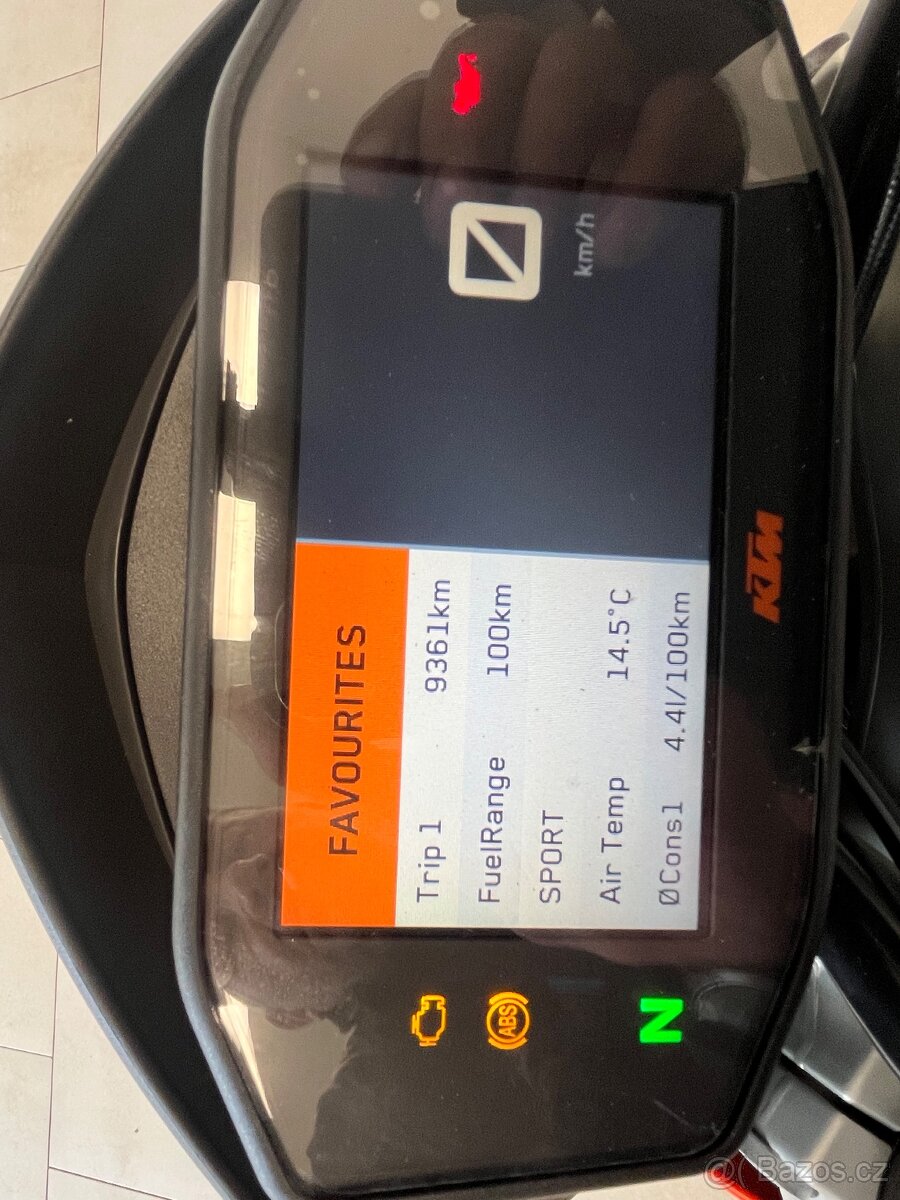 FAVOURITES
Trip 1 9361km
FuelRange 100km
SPORT
Air Temp 14.5°C
ØCons1 4.4l/100km
0
km/h
ABS
N
KTM
@ Bazos.cz